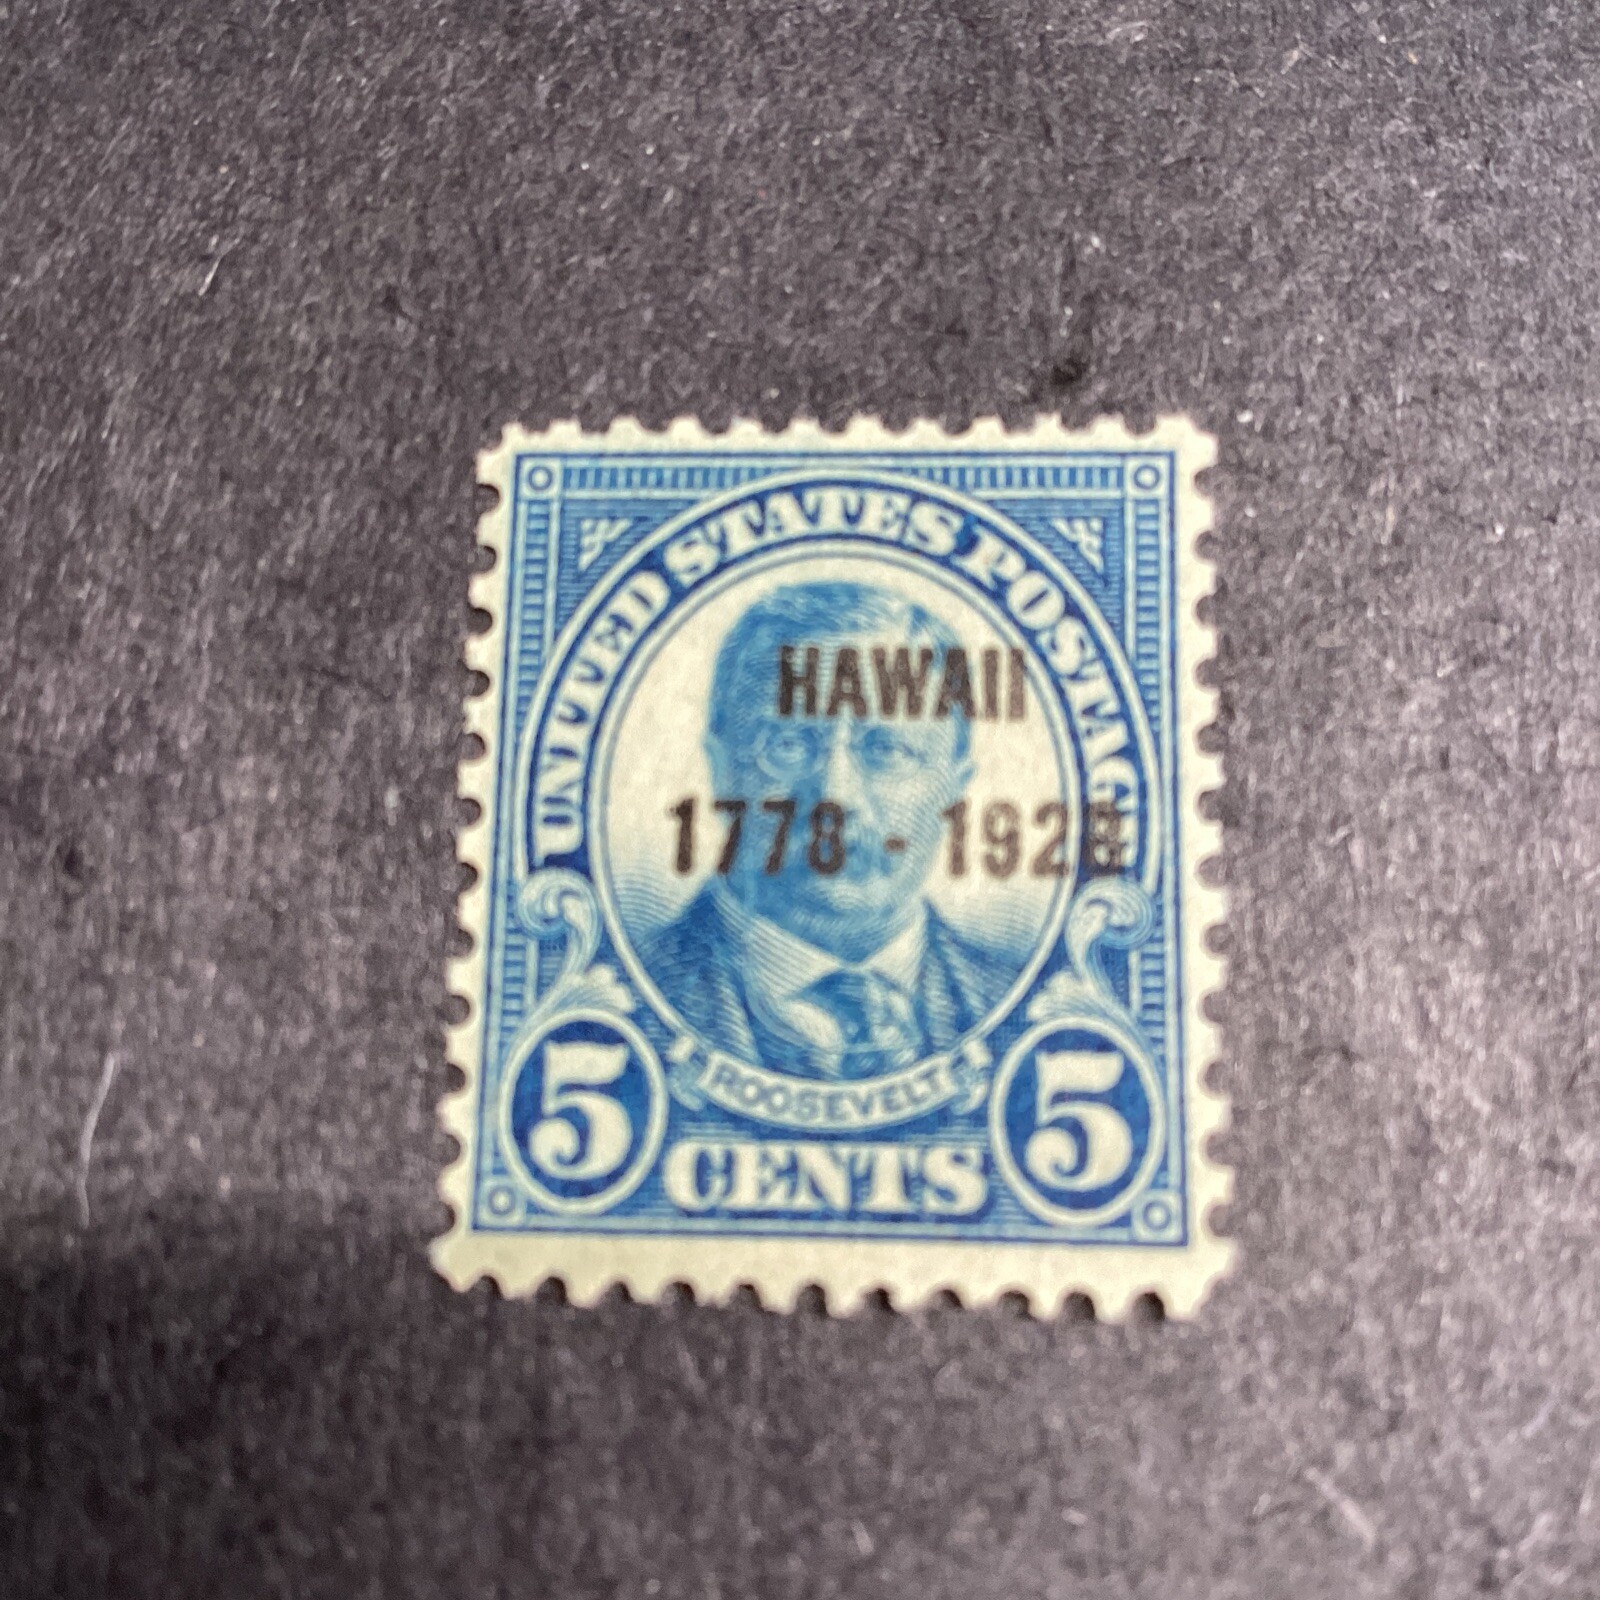 UNITED STATES POSTAGE
HAWAII
1778 - 1928
ROOSEVELT
5 CENTS 5